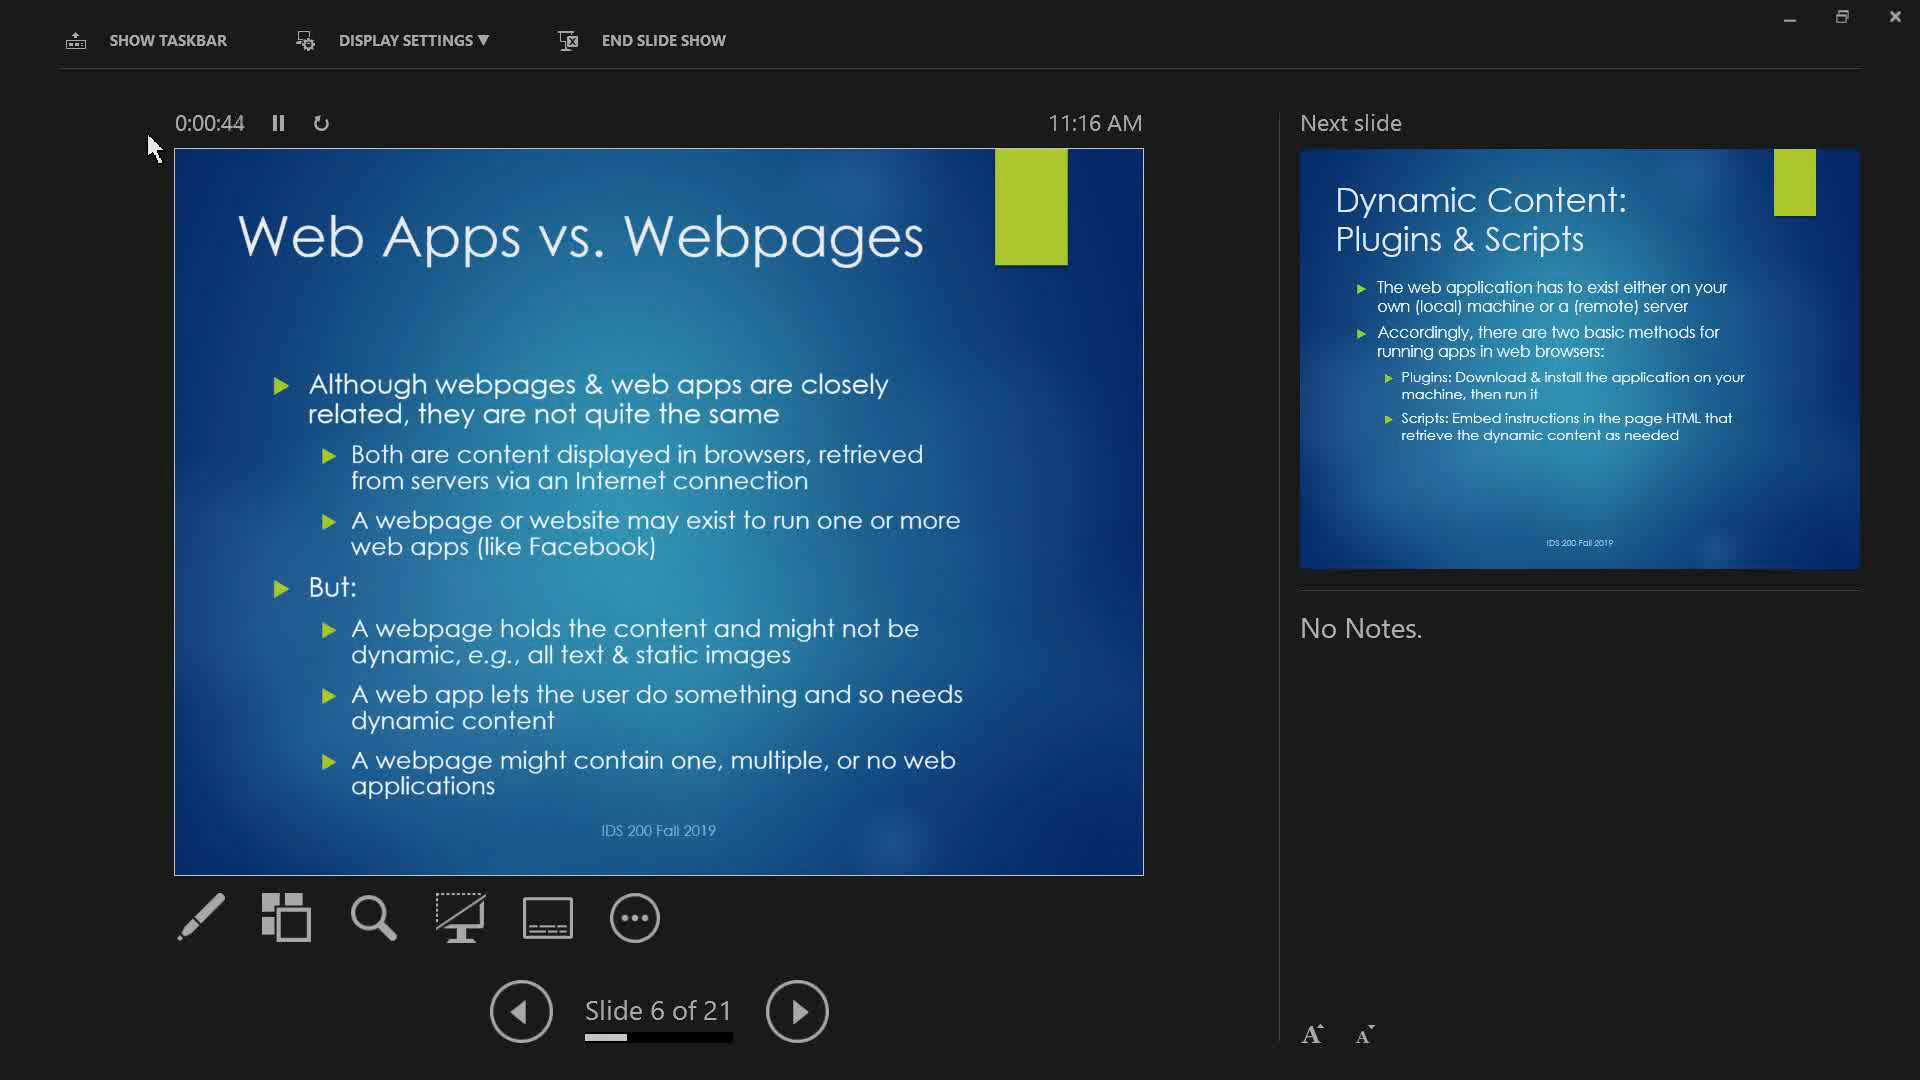 SHOW TASKBAR
DISPLAY SETTINGS ▼
END SLIDE SHOW
0:00:44
11:16 AM
Web Apps vs. Webpages
Although webpages & web apps are closely
related, they are not quite the same
Both are content displayed in browsers, retrieved
from servers via an Internet connection
A webpage or website may exist to run one or more
web apps (like Facebook)
But:
A webpage holds the content and might not be
dynamic, e.g., all text & static images
A web app lets the user do something and so needs
dynamic content
A webpage might contain one, multiple, or no web
applications
IDS 200 Fall 2019
Slide 6 of 21
Next slide
Dynamic Content:
Plugins & Scripts
The web application has to exist either on your
own (local) machine or a (remote) server
Accordingly, there are two basic methods for
running apps in web browsers:
Plugins: Download & install the application on your
machine, then run it
Scripts: Embed instructions in the page HTML that
retrieve the dynamic content as needed
IDS 200 Fall 2019
No Notes.
A A